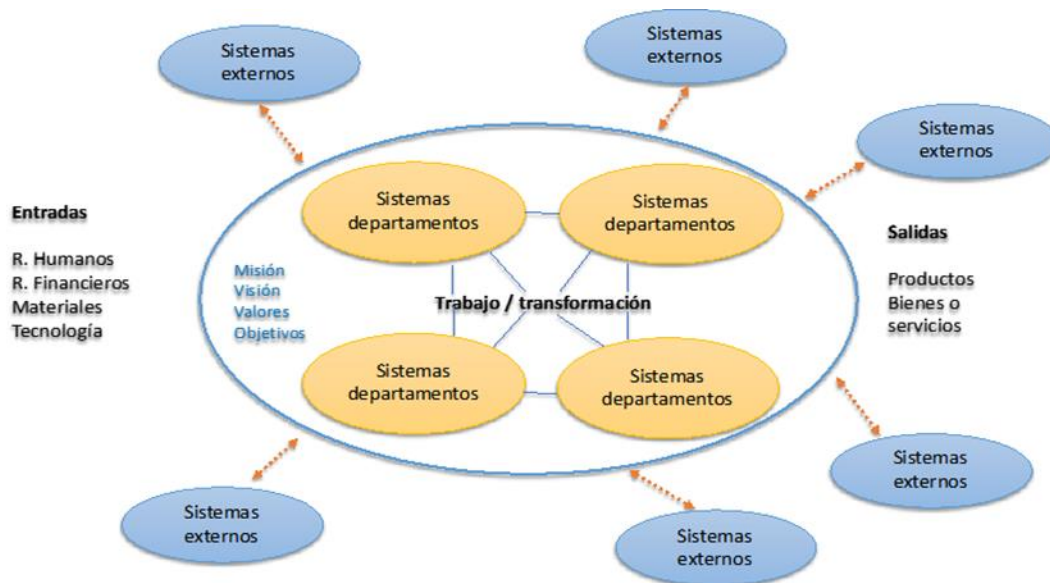 Sistemas
externos
Sistemas
externos
Sistemas
externos
Entradas
R. Humanos
R. Financieros
Materiales
Tecnología
Misión
Visión
Valores
Objetivos
Sistemas
departamentos
Sistemas
departamentos
Trabajo / transformación
Sistemas
departamentos
Sistemas
departamentos
Salidas
Productos
Bienes o
servicios
Sistemas
externos
Sistemas
externos
Sistemas
externos